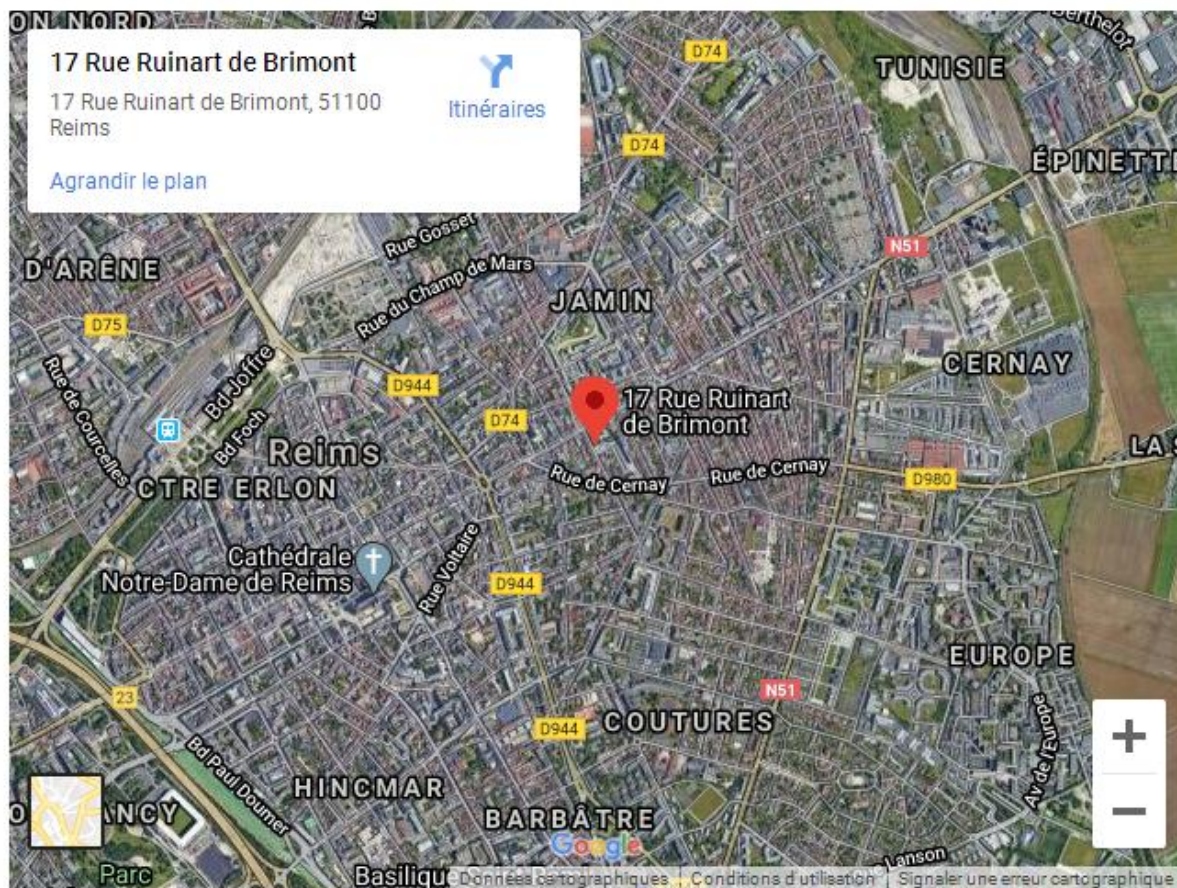 17 Rue Ruinart de Brimont
17 Rue Ruinart de Brimont, 51100
Reims
Itinéraires
Agrandir le plan
ON NORD
D74
TUNISIE
Berthelot
D74
ÉPINETTE
Rue Gosset
N51
D'ARÊNE
Rue du Champ de Mars
JAMIN
D75
Bd Joffre
CERNAY
Rue de Courcelles
D944
17 Rue Ruinart
de Brimont
D74
Bd Foch
Reims
LA S
Rue de Cernay
Rue de Cernay
D980
CTRE ERLON
Cathédrale
Notre-Dame de Reims
Rue Voltaire
D944
EUROPE
N51
23
COUTURES
D944
Av de l'Europe
Bd Paul Doumer
HINCMAR
ANCY
BARBÂTRE
Google
Parc
Basilique
Lanson
Données cartographiques
Conditions d'utilisation
Signaler une erreur cartographique
+
−